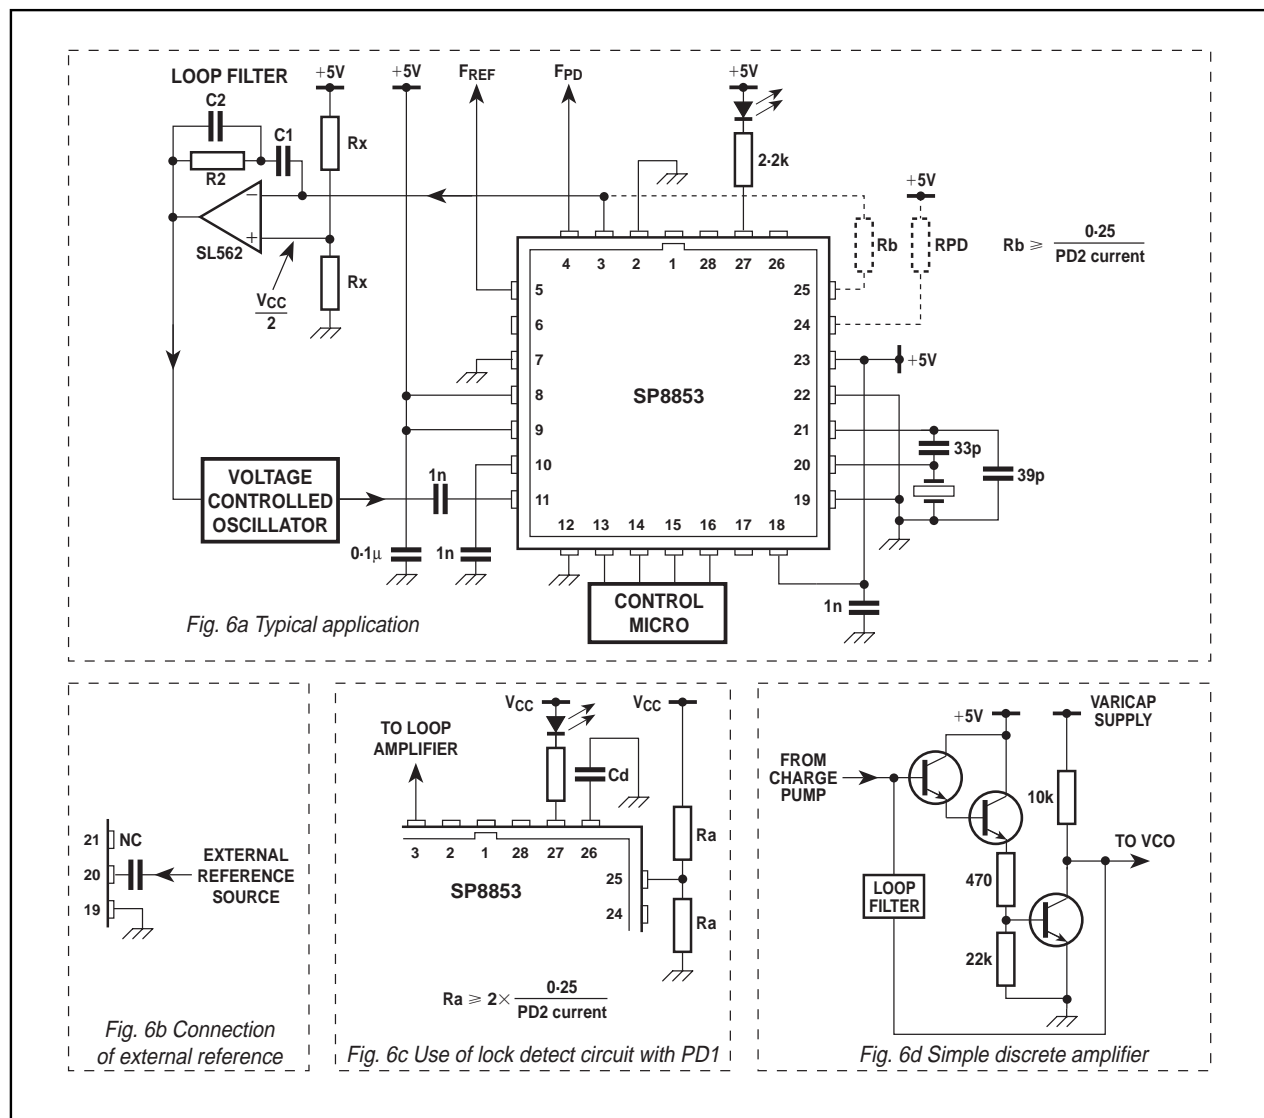 LOOP FILTER
+5V
+5V
FREF
FPD
+5V
C2
C1
Rx
R2
2·2k
+5V
−
+
SL562
VCC
2
Rx
Rb
RPD
Rb ⩾ 0·25
PD2 current
4 3 2 1 28 27 26
5
6
7
8
9
10
11
25
24
23
22
21
20
19
SP8853
+5V
33p
39p
VOLTAGE
CONTROLLED
OSCILLATOR
1n
12 13 14 15 16 17 18
0·1µ
1n
CONTROL
MICRO
1n
Fig. 6a Typical application
21
NC
20
19
EXTERNAL
REFERENCE
SOURCE
Fig. 6b Connection
of external reference
VCC
VCC
TO LOOP
AMPLIFIER
Cd
3 2 1 28 27 26
25
24
SP8853
Ra
Ra
Ra ⩾ 2× 0·25
PD2 current
Fig. 6c Use of lock detect circuit with PD1
+5V
VARICAP
SUPPLY
FROM
CHARGE
PUMP
10k
TO VCO
470
LOOP
FILTER
22k
Fig. 6d Simple discrete amplifier